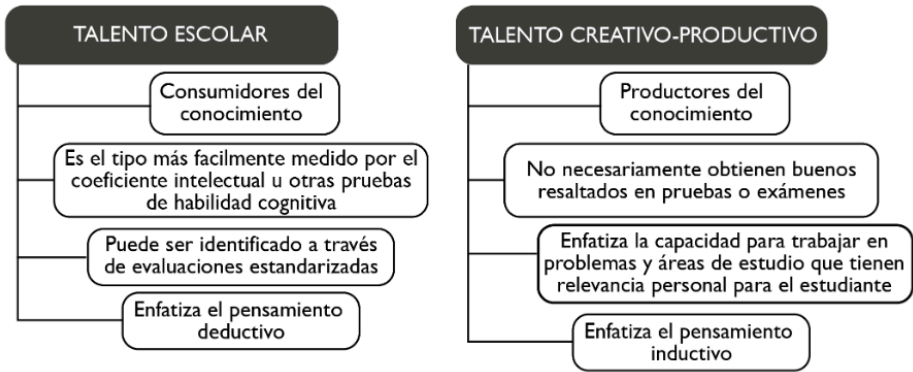 TALENTO ESCOLAR
Consumidores del
conocimiento
Es el tipo más facilmente medido por el
coeficiente intelectual u otras pruebas
de habilidad cognitiva
Puede ser identificado a través
de evaluaciones estandarizadas
Enfatiza el pensamiento
deductivo
TALENTO CREATIVO-PRODUCTIVO
Productores del
conocimiento
No necesariamente obtienen buenos
resaltados en pruebas o exámenes
Enfatiza la capacidad para trabajar en
problemas y áreas de estudio que tienen
relevancia personal para el estudiante
Enfatiza el pensamiento
inductivo